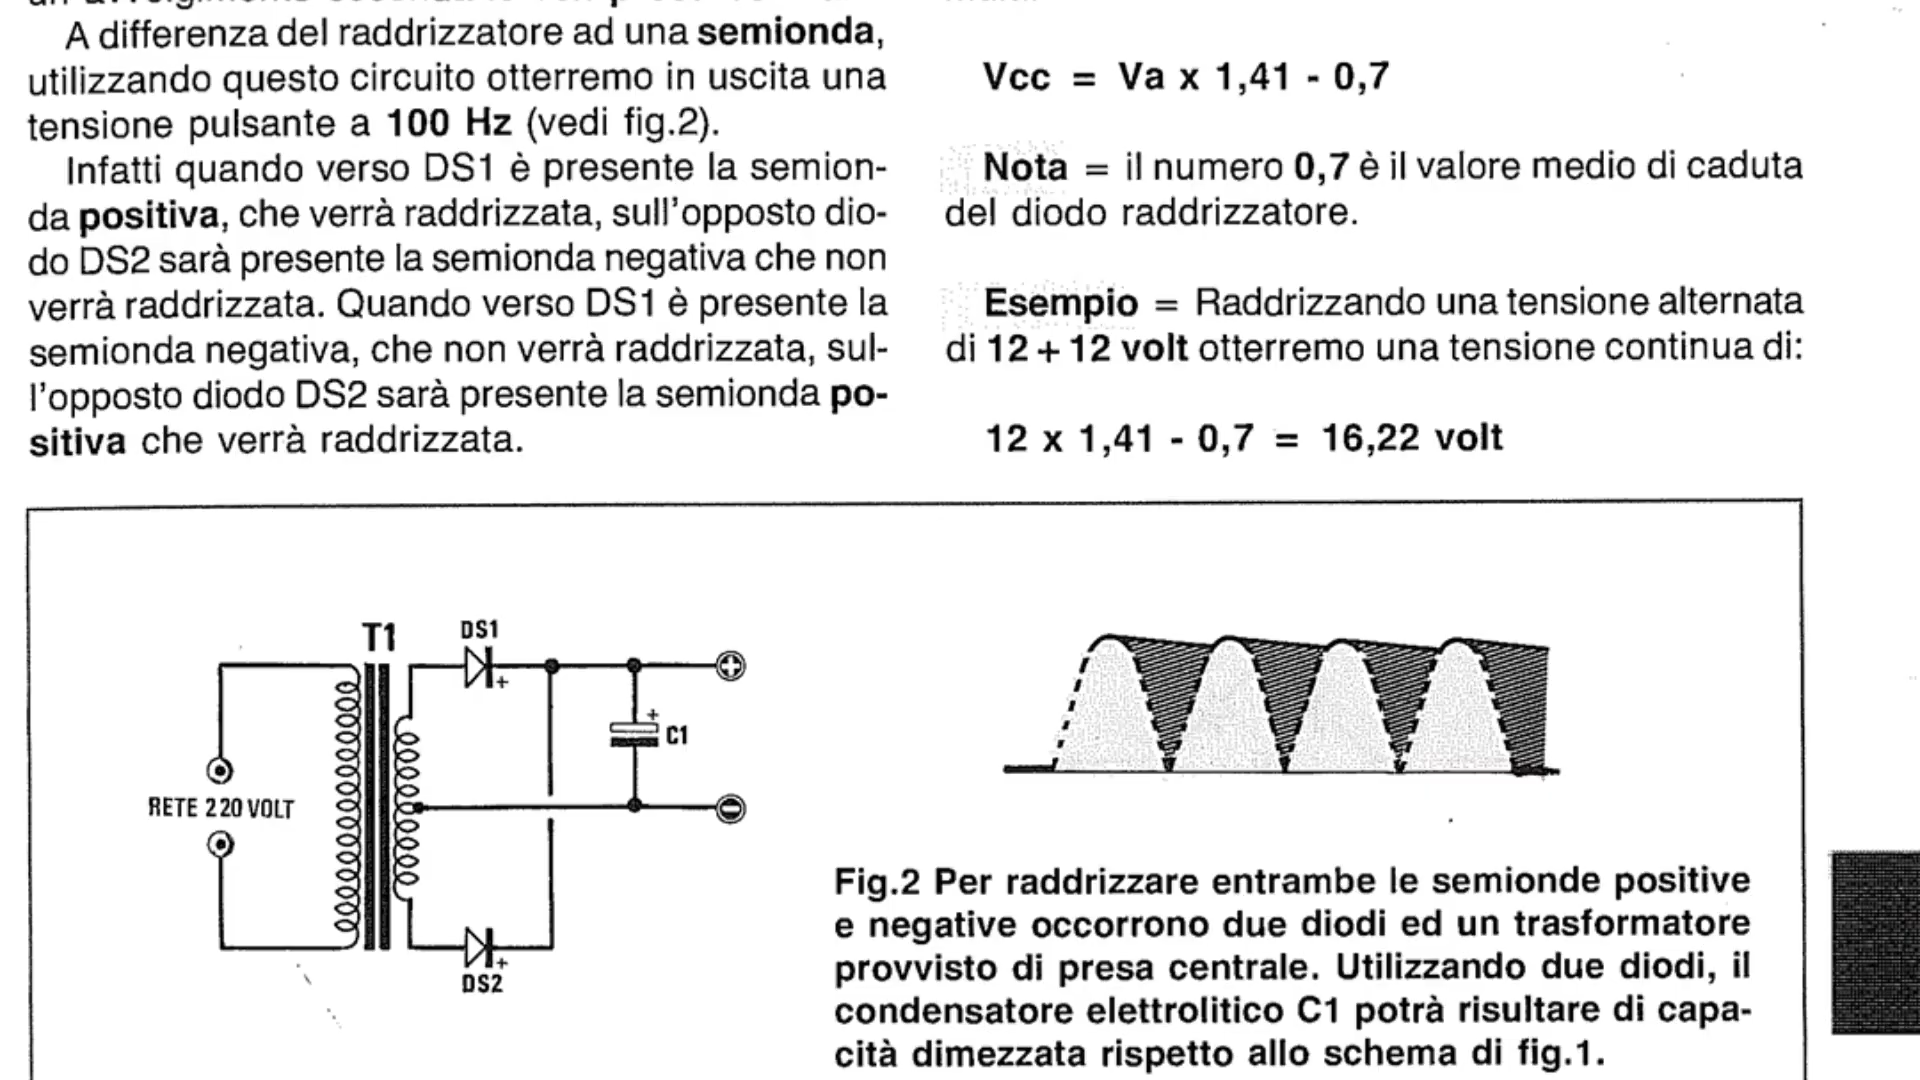 A differenza del raddrizzatore ad una semionda,
utilizzando questo circuito otterremo in uscita una
tensione pulsante a 100 Hz (vedi fig.2).
Infatti quando verso DS1 è presente la semion-
da positiva, che verrà raddrizzata, sull'opposto dio-
do DS2 sarà presente la semionda negativa che non
verrà raddrizzata. Quando verso DS1 è presente la
semionda negativa, che non verrà raddrizzata, sul-
l'opposto diodo DS2 sarà presente la semionda po-
sitiva che verrà raddrizzata.
Vcc = Va x 1,41 - 0,7
Nota = il numero 0,7 è il valore medio di caduta
del diodo raddrizzatore.
Esempio = Raddrizzando una tensione alternata
di 12 + 12 volt otterremo una tensione continua di:
12 x 1,41 - 0,7 = 16,22 volt
T1
DS1
+
+
C1
RETE 220 VOLT
+
DS2
Fig.2 Per raddrizzare entrambe le semionde positive
e negative occorrono due diodi ed un trasformatore
provvisto di presa centrale. Utilizzando due diodi, il
condensatore elettrolitico C1 potrà risultare di capa-
cità dimezzata rispetto allo schema di fig.1.